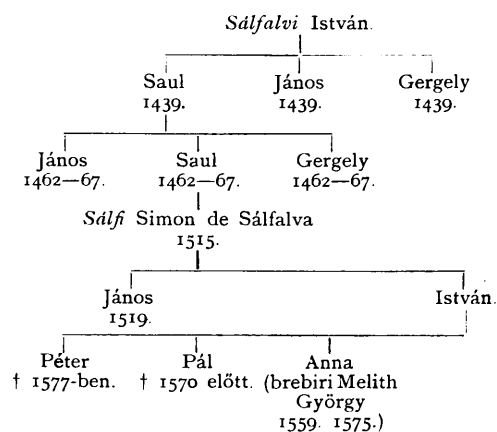 Sálfalvi István.
Saul János Gergely
1439. 1439. 1439.
János Saul Gergely
1462—67. 1462—67. 1462—67.
Sálfi Simon de Sálfalva
1515.
János István.
1519.
Péter Pál Anna
† 1577-ben. † 1570 előtt. (brebiri Melith
György
1559. 1575.)